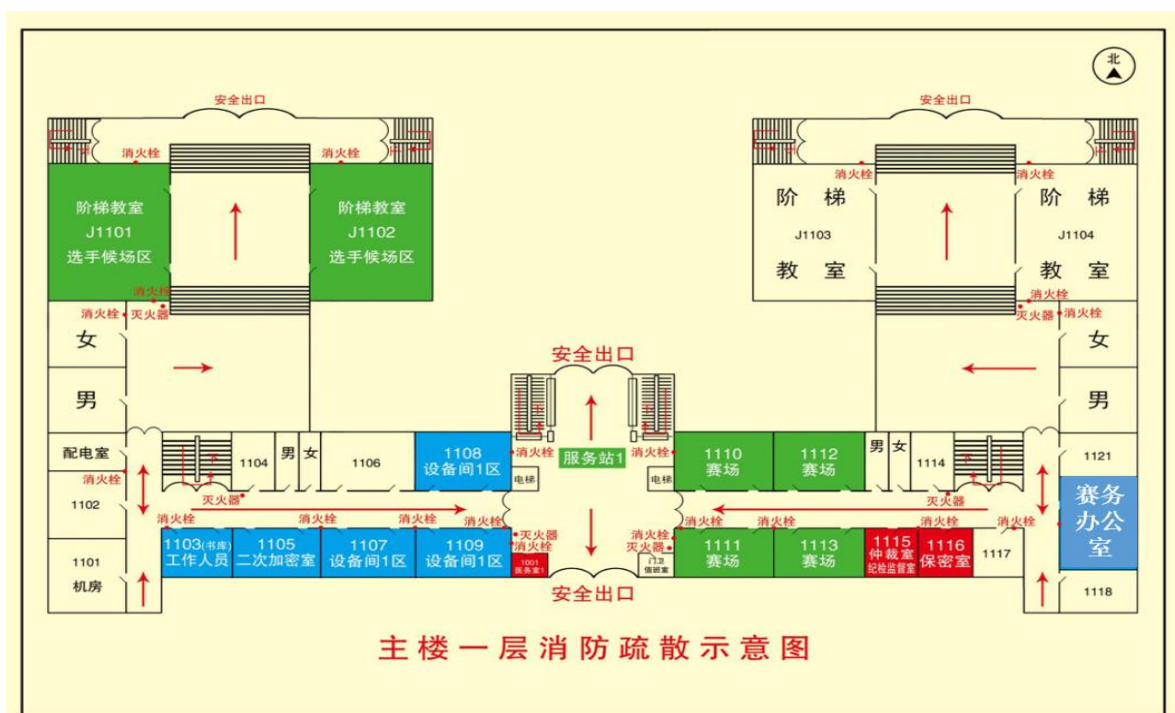 北
安全出口
安全出口
消火栓
消火栓
消火栓
消火栓
阶梯教室
J1101
选手候场区
阶梯教室
J1102
选手候场区
阶 梯
J1103
教 室
阶 梯
J1104
教 室
消火栓
消火栓
灭火器
消火栓
灭火器
消火栓
女
男
安全出口
女
男
配电室
消火栓
1102
1101
机房
1104
男
女
1106
1108
设备间1区
消火栓
服务站1
消火栓
电梯
电梯
1110
赛场
1112
赛场
男
女
1114
1121
赛务
办公
室
1118
灭火器
灭火器
消火栓
消火栓
消火栓
消火栓
消火栓
消火栓
消火栓
消火栓
1103(书库)
工作人员
1105
二次加密室
1107
设备间1区
1109
设备间1区
灭火器
消火栓
1001
医务室1
消火栓
灭火器
门卫
值班室
1111
赛场
1113
赛场
1115
仲裁室
纪检监督室
1116
保密室
1117
安全出口
主楼一层消防疏散示意图